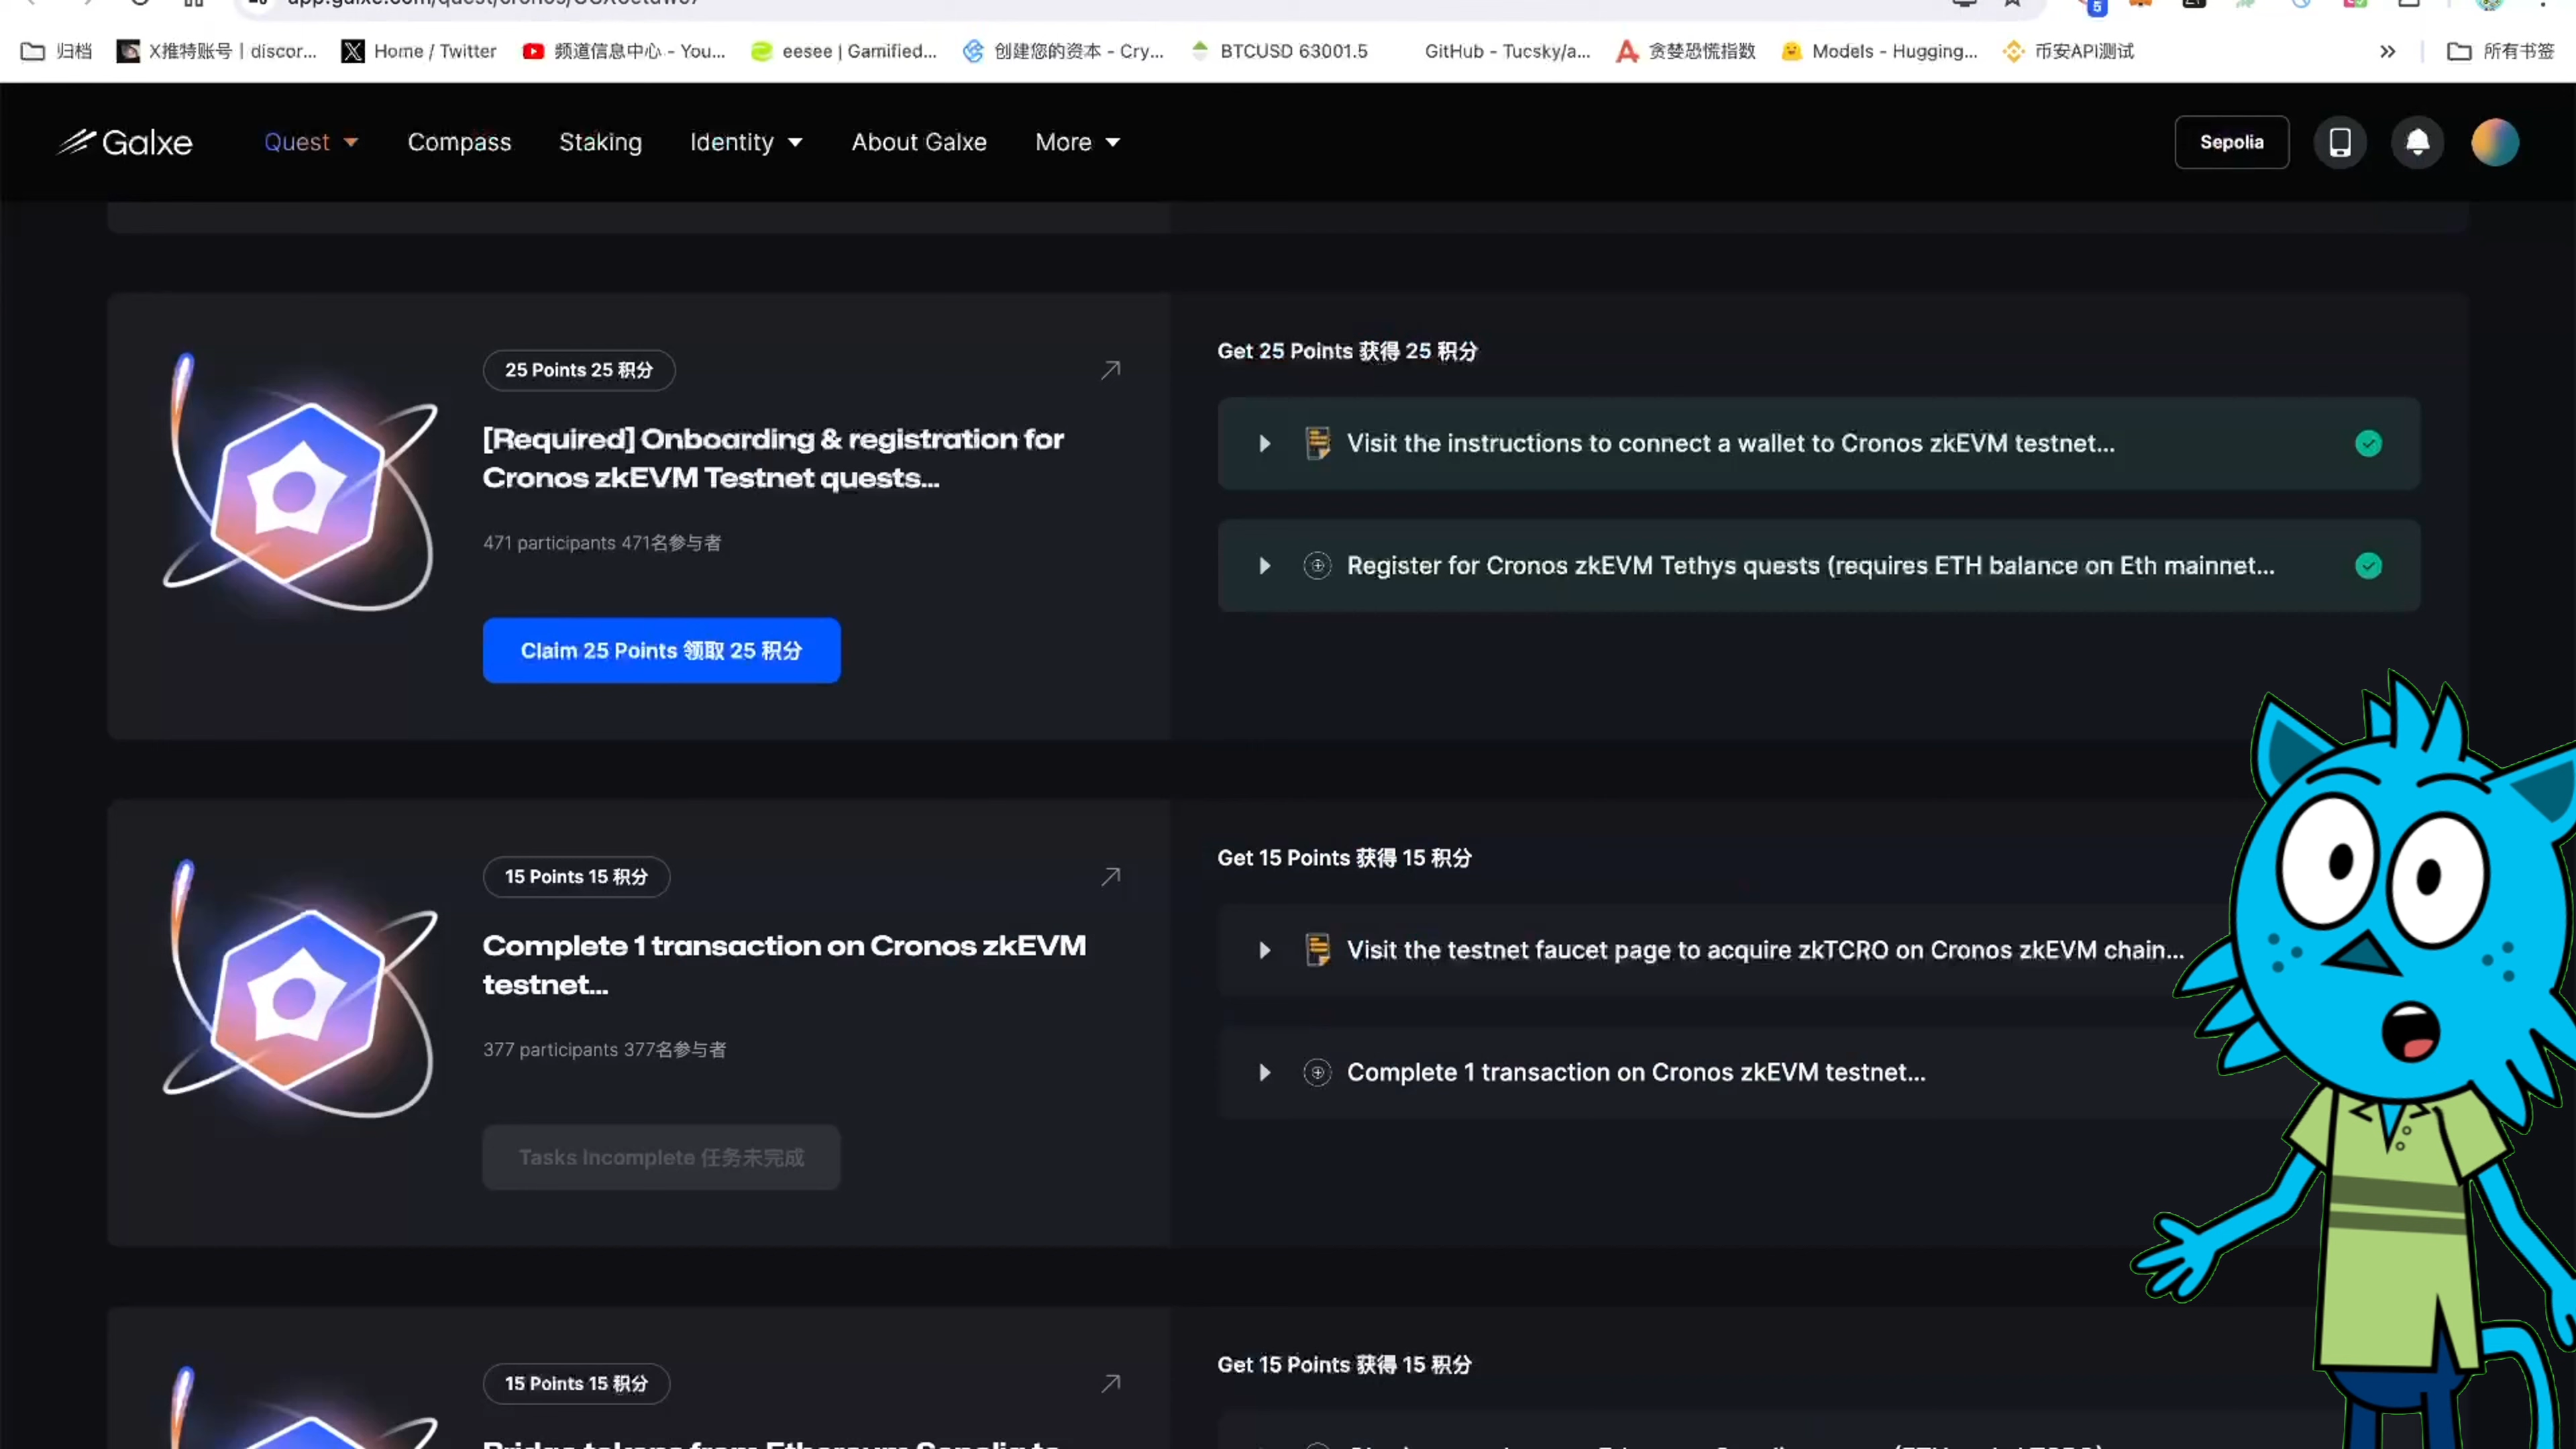 归档
X推特账号 | discor...
Home / Twitter
频道信息中心 - You...
eesee | Gamified...
创建您的资本 - Cry...
BTCUSD 63001.5
GitHub - Tucsky/a...
贪婪恐慌指数
Models - Hugging...
币安API测试
所有书签
Galxe
Quest
Compass
Staking
Identity
About Galxe
More
Sepolia
25 Points 25 积分
[Required] Onboarding & registration for
Cronos zkEVM Testnet quests...
471 participants 471名参与者
Claim 25 Points 领取 25 积分
Get 25 Points 获得 25 积分
Visit the instructions to connect a wallet to Cronos zkEVM testnet...
Register for Cronos zkEVM Tethys quests (requires ETH balance on Eth mainnet...
15 Points 15 积分
Complete 1 transaction on Cronos zkEVM
testnet...
377 participants 377名参与者
Tasks Incomplete 任务未完成
Get 15 Points 获得 15 积分
Visit the testnet faucet page to acquire zkTCRO on Cronos zkEVM chain...
Complete 1 transaction on Cronos zkEVM testnet...
15 Points 15 积分
Bridge tokens from Ethereum Sepolia to
Get 15 Points 获得 15 积分